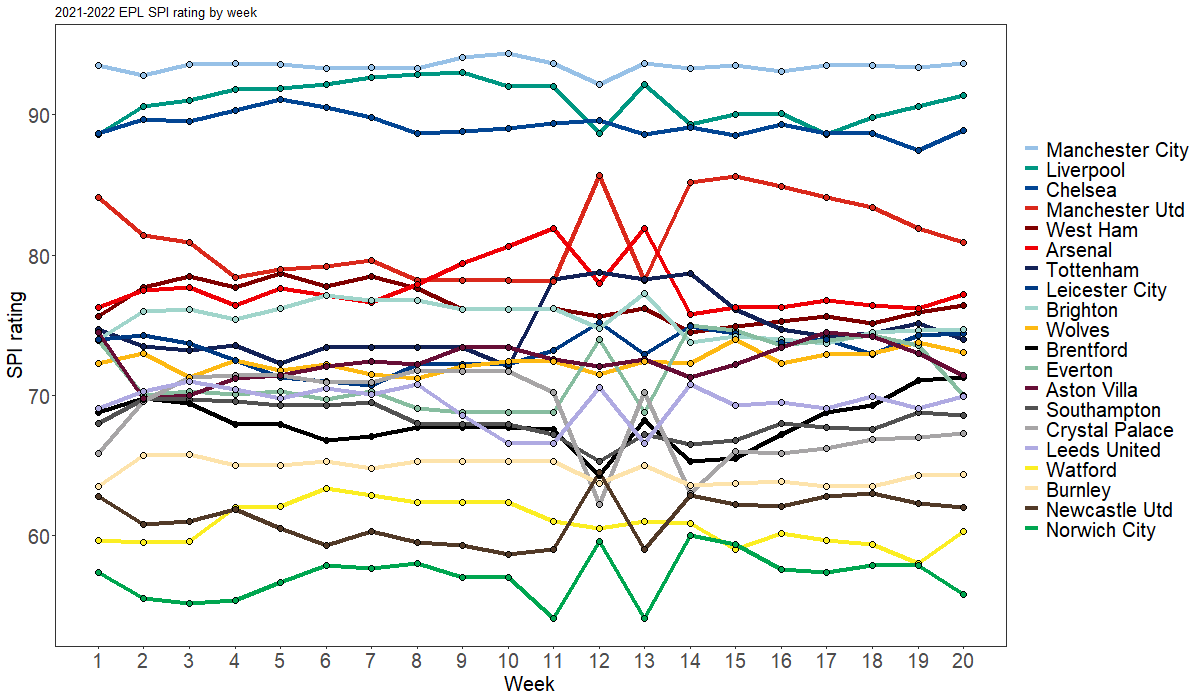 2021-2022 EPL SPI rating by week
90
80
70
60
SPI rating
1 2 3 4 5 6 7 8 9 10 11 12 13 14 15 16 17 18 19 20
Week
Manchester City
Liverpool
Chelsea
Manchester Utd
West Ham
Arsenal
Tottenham
Leicester City
Brighton
Wolves
Brentford
Everton
Aston Villa
Southampton
Crystal Palace
Leeds United
Watford
Burnley
Newcastle Utd
Norwich City